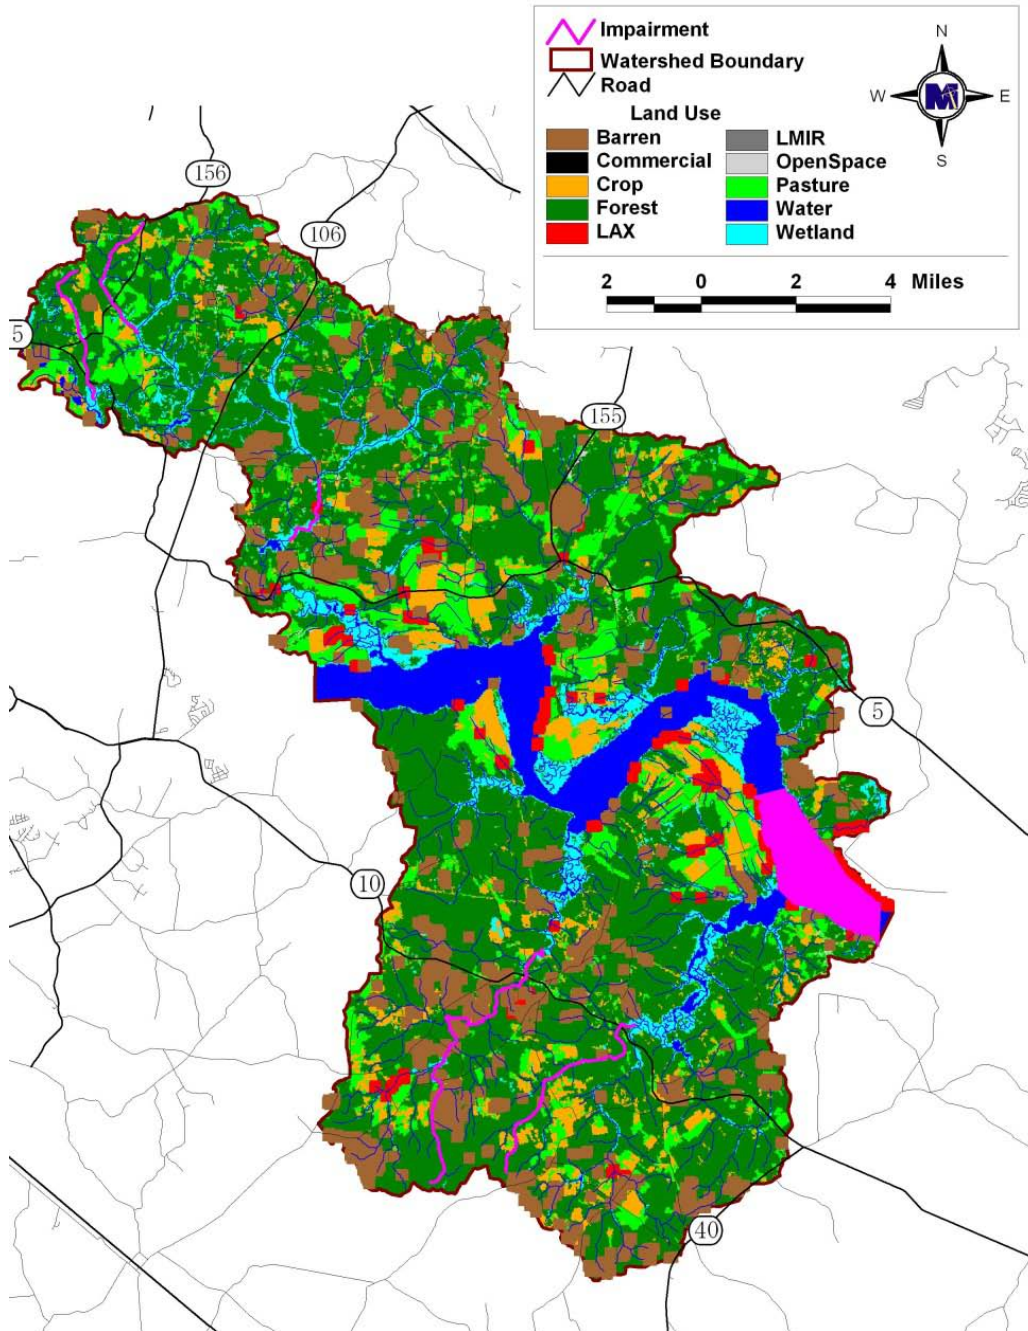 Impairment
Watershed Boundary
Road
Land Use
Barren
Commercial
Crop
Forest
LAX
LMIR
OpenSpace
Pasture
Water
Wetland
N
W
E
S
M
2 0 2 4 Miles
156
106
5
155
5
10
40